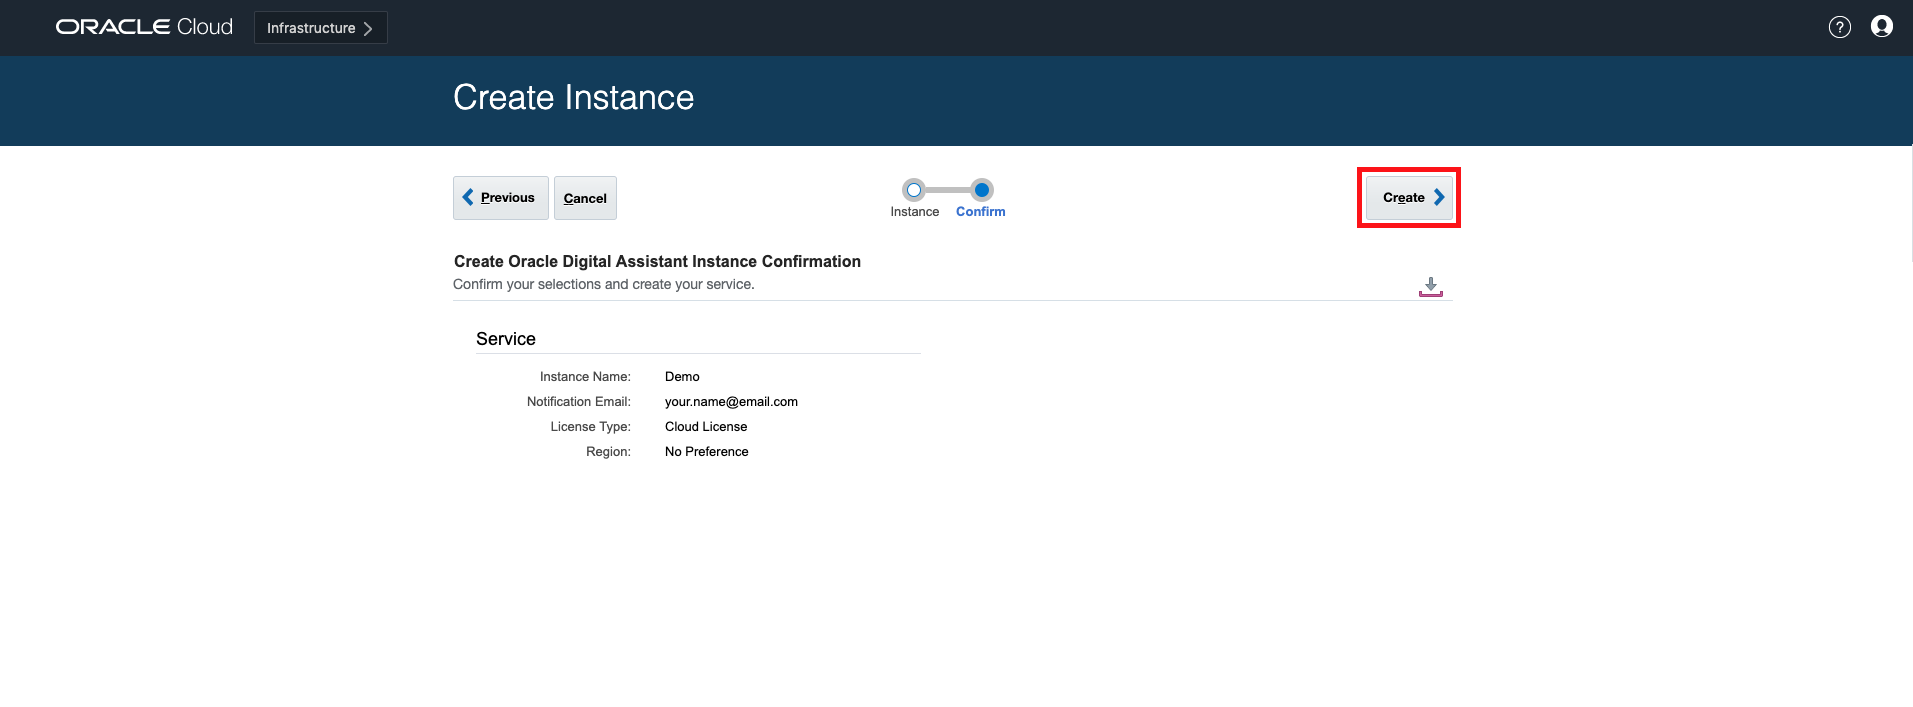 ORACLE Cloud
Infrastructure
?
Create Instance
Previous
Cancel
Instance
Confirm
Create
Create Oracle Digital Assistant Instance Confirmation
Confirm your selections and create your service.
Service
Instance Name: Demo
Notification Email: your.name@email.com
License Type: Cloud License
Region: No Preference